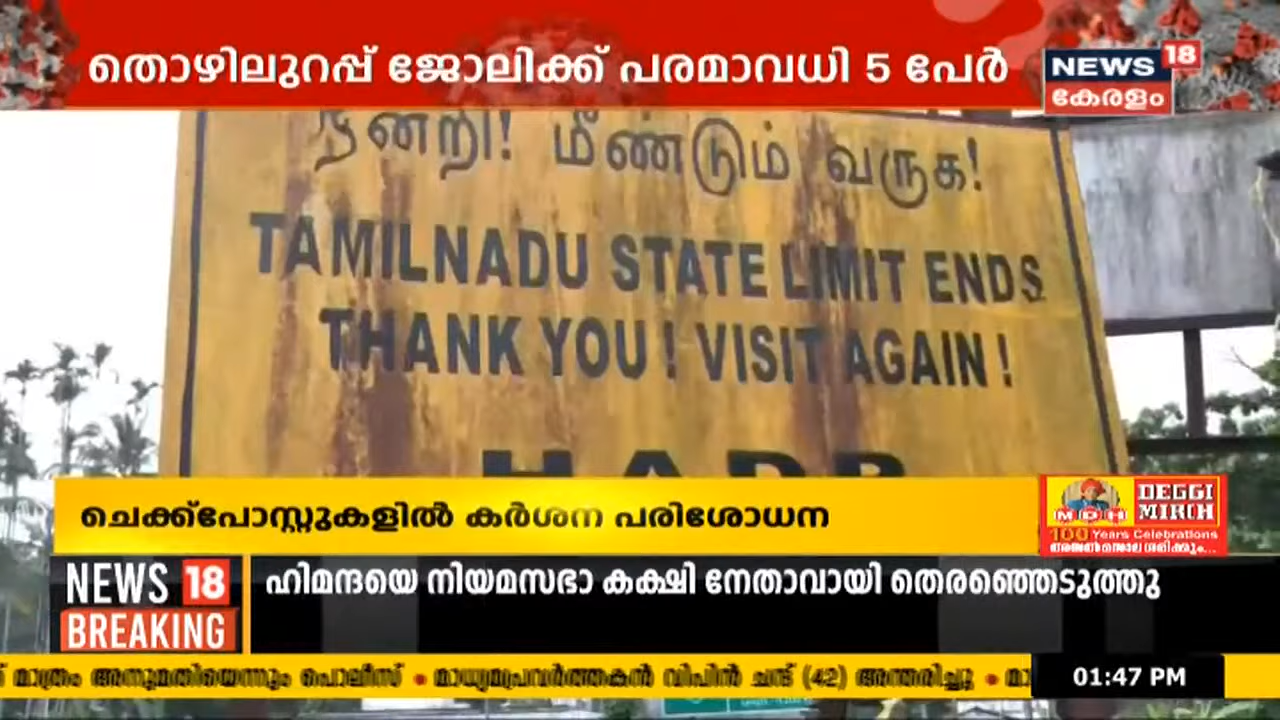 തൊഴിലുറപ്പ് ജോലിക്ക് പരമാവധി 5 പേർ
NEWS 18
കേരളം
நன்றி! மீண்டும் வருக!
TAMILNADU STATE LIMIT ENDS
THANK YOU! VISIT AGAIN!
ചെക്ക്പോസ്റ്റുകളിൽ കർശന പരിശോധന
MDH
DEGGI
MIRCH
100 Years Celebrations
NEWS 18
BREAKING
ഹിമന്ദയെ നിയമസഭാ കക്ഷി നേതാവായി തെരഞ്ഞെടുത്തു
മാത്രം അനുമതിയെന്നും പൊലീസ് • മാധ്യമപ്രവർത്തകൻ വിപിൻ ചന്ദ് (42) അന്തരിച്ചു •
01:47 PM